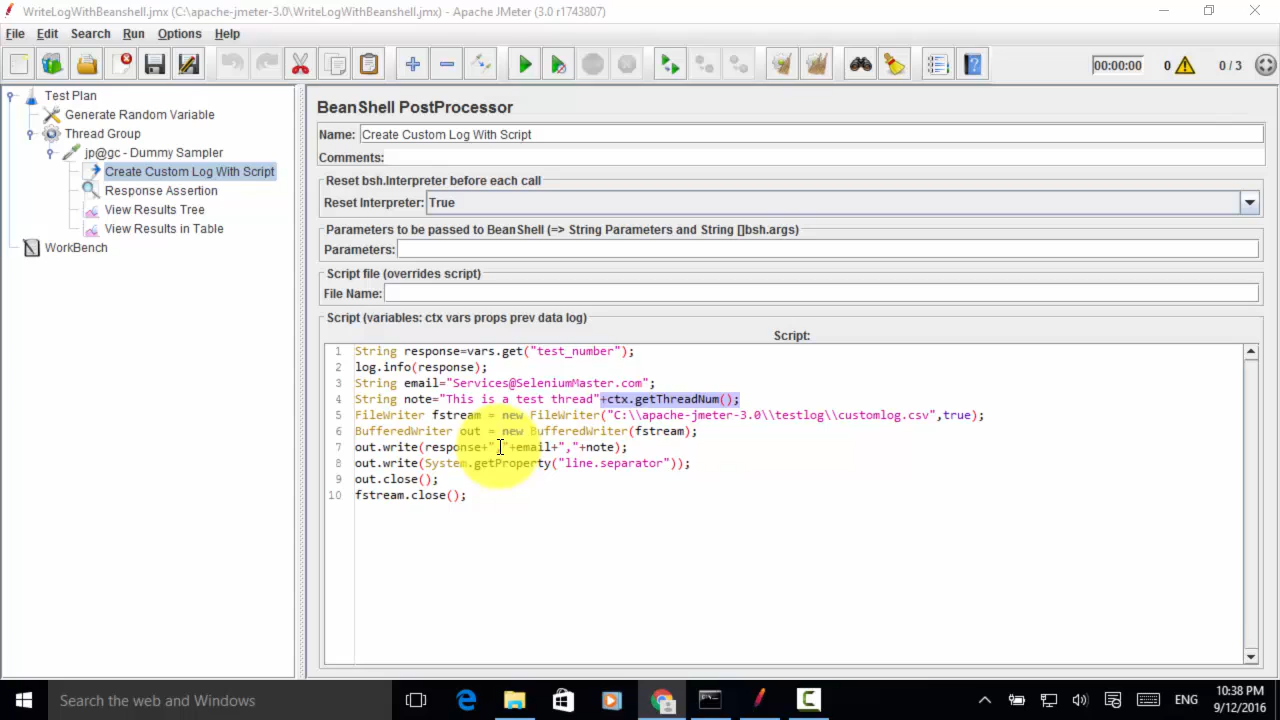 WriteLogWithBeanshell.jmx (C:\apache-jmeter-3.0\WriteLogWithBeanshell.jmx) - Apache JMeter (3.0 r1743807)
File Edit Search Run Options Help
00:00:00 0 0 / 3
Test Plan
Generate Random Variable
Thread Group
jp@gc - Dummy Sampler
Create Custom Log With Script
Response Assertion
View Results Tree
View Results in Table
WorkBench
BeanShell PostProcessor
Name: Create Custom Log With Script
Comments:
Reset bsh.Interpreter before each call
Reset Interpreter: True
Parameters to be passed to BeanShell (=> String Parameters and String []bsh.args)
Parameters:
Script file (overrides script)
File Name:
Script (variables: ctx vars props prev data log)
Script:
1 String response=vars.get("test_number");
2 log.info(response);
3 String email="Services@SeleniumMaster.com";
4 String note="This is a test thread"+ctx.getThreadNum();
5 FileWriter fstream = new FileWriter("C:\\apache-jmeter-3.0\\testlog\\customlog.csv",true);
6 BufferedWriter out = new BufferedWriter(fstream);
7 out.write(response+","+email+","+note);
8 out.write(System.getProperty("line.separator"));
9 out.close();
10 fstream.close();
Search the web and Windows
ENG
10:38 PM
9/12/2016